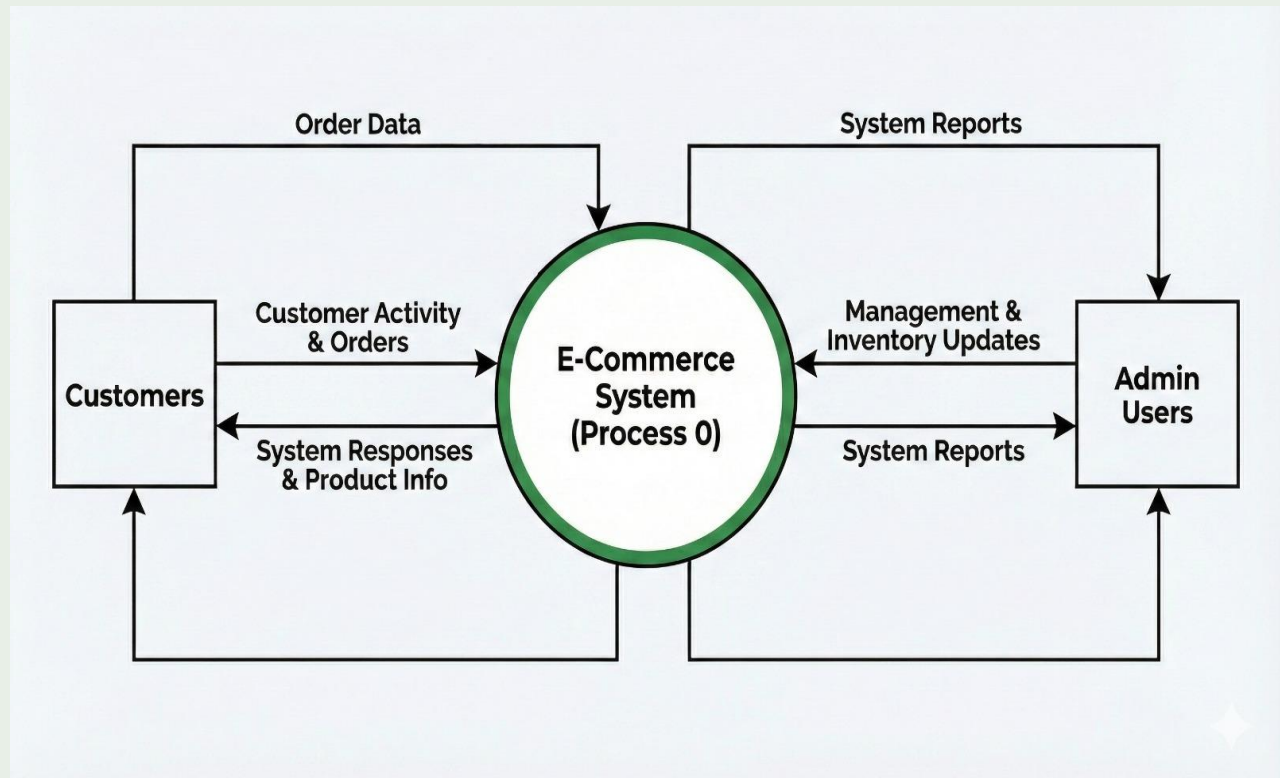 Order Data
System Reports
Customer Activity
& Orders
Management &
Inventory Updates
Customers
E-Commerce
System
(Process 0)
Admin
Users
System Responses
& Product Info
System Reports